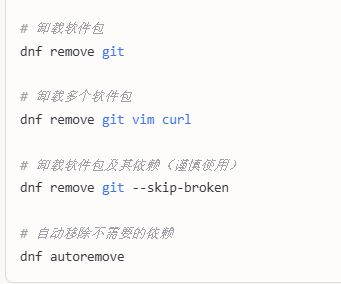 # 卸载软件包
dnf remove git
# 卸载多个软件包
dnf remove git vim curl
# 卸载软件包及其依赖（谨慎使用）
dnf remove git --skip-broken
# 自动移除不需要的依赖
dnf autoremove